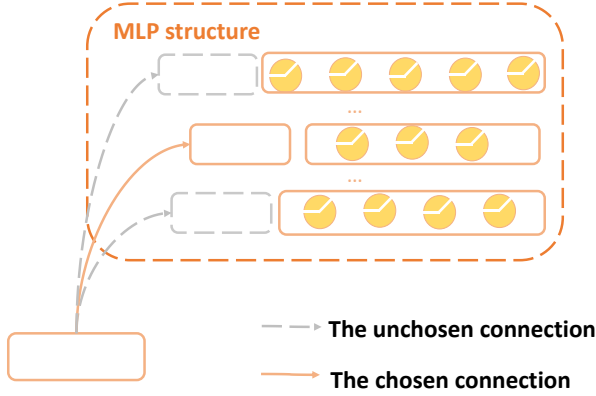 MLP structure
...
...
The unchosen connection
The chosen connection